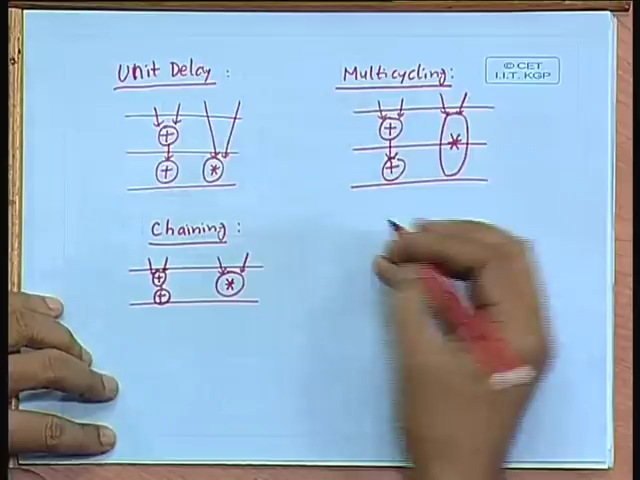 Unit Delay :
+
+ *
Multicycling:
+ *
+
Chaining :
+ *
+
© CET
I.I.T. KGP